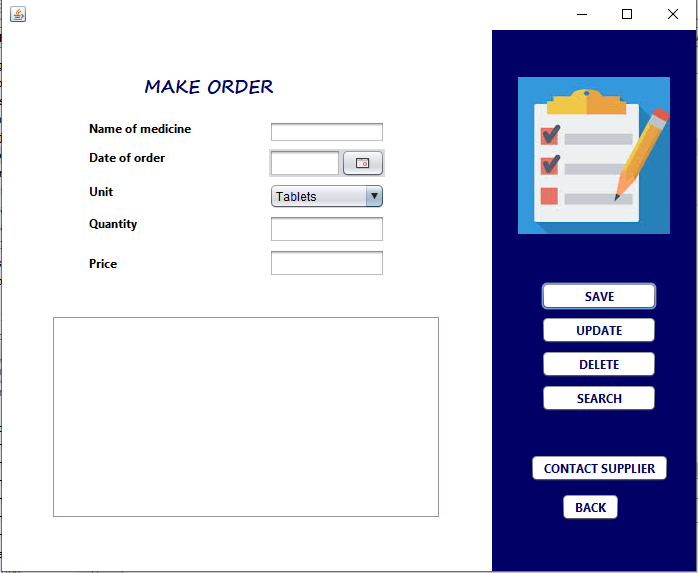 MAKE ORDER
Name of medicine
Date of order
Unit
Tablets
Quantity
Price
SAVE
UPDATE
DELETE
SEARCH
CONTACT SUPPLIER
BACK